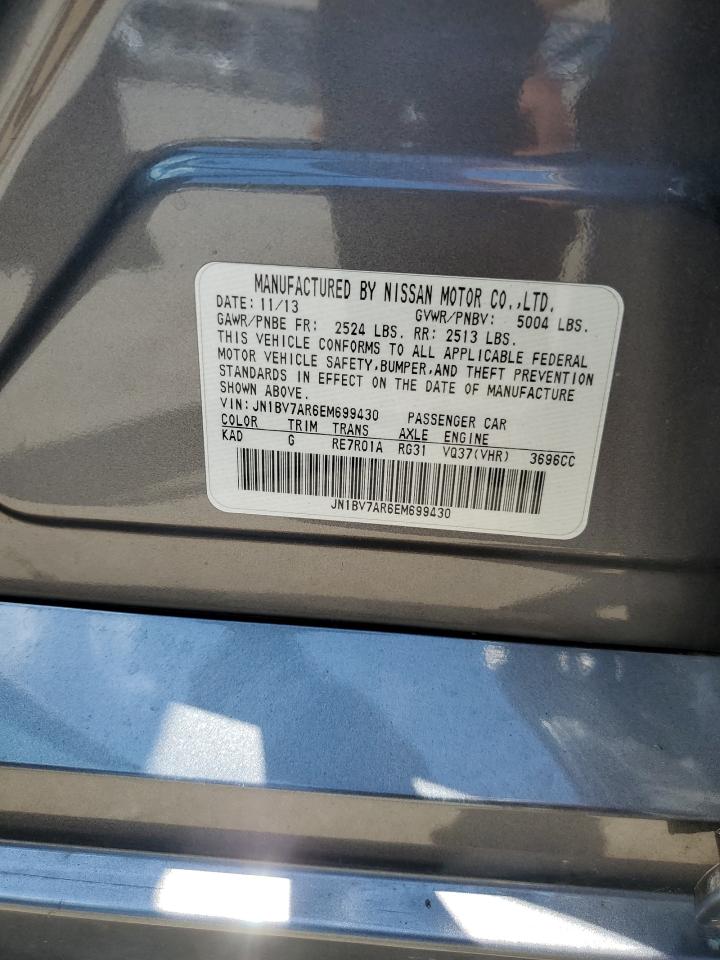 MANUFACTURED BY NISSAN MOTOR CO.,LTD.
DATE: 11/13 GVWR/PNBV: 5004 LBS.
GAWR/PNBE FR: 2524 LBS. RR: 2513 LBS.
THIS VEHICLE CONFORMS TO ALL APPLICABLE FEDERAL
MOTOR VEHICLE SAFETY,BUMPER,AND THEFT PREVENTION
STANDARDS IN EFFECT ON THE DATE OF MANUFACTURE
SHOWN ABOVE.
VIN:JN1BV7AR6EM699430 PASSENGER CAR
COLOR TRIM TRANS AXLE ENGINE
KAD G RE7R01A RG31 VQ37(VHR) 3696CC
JN1BV7AR6EM699430